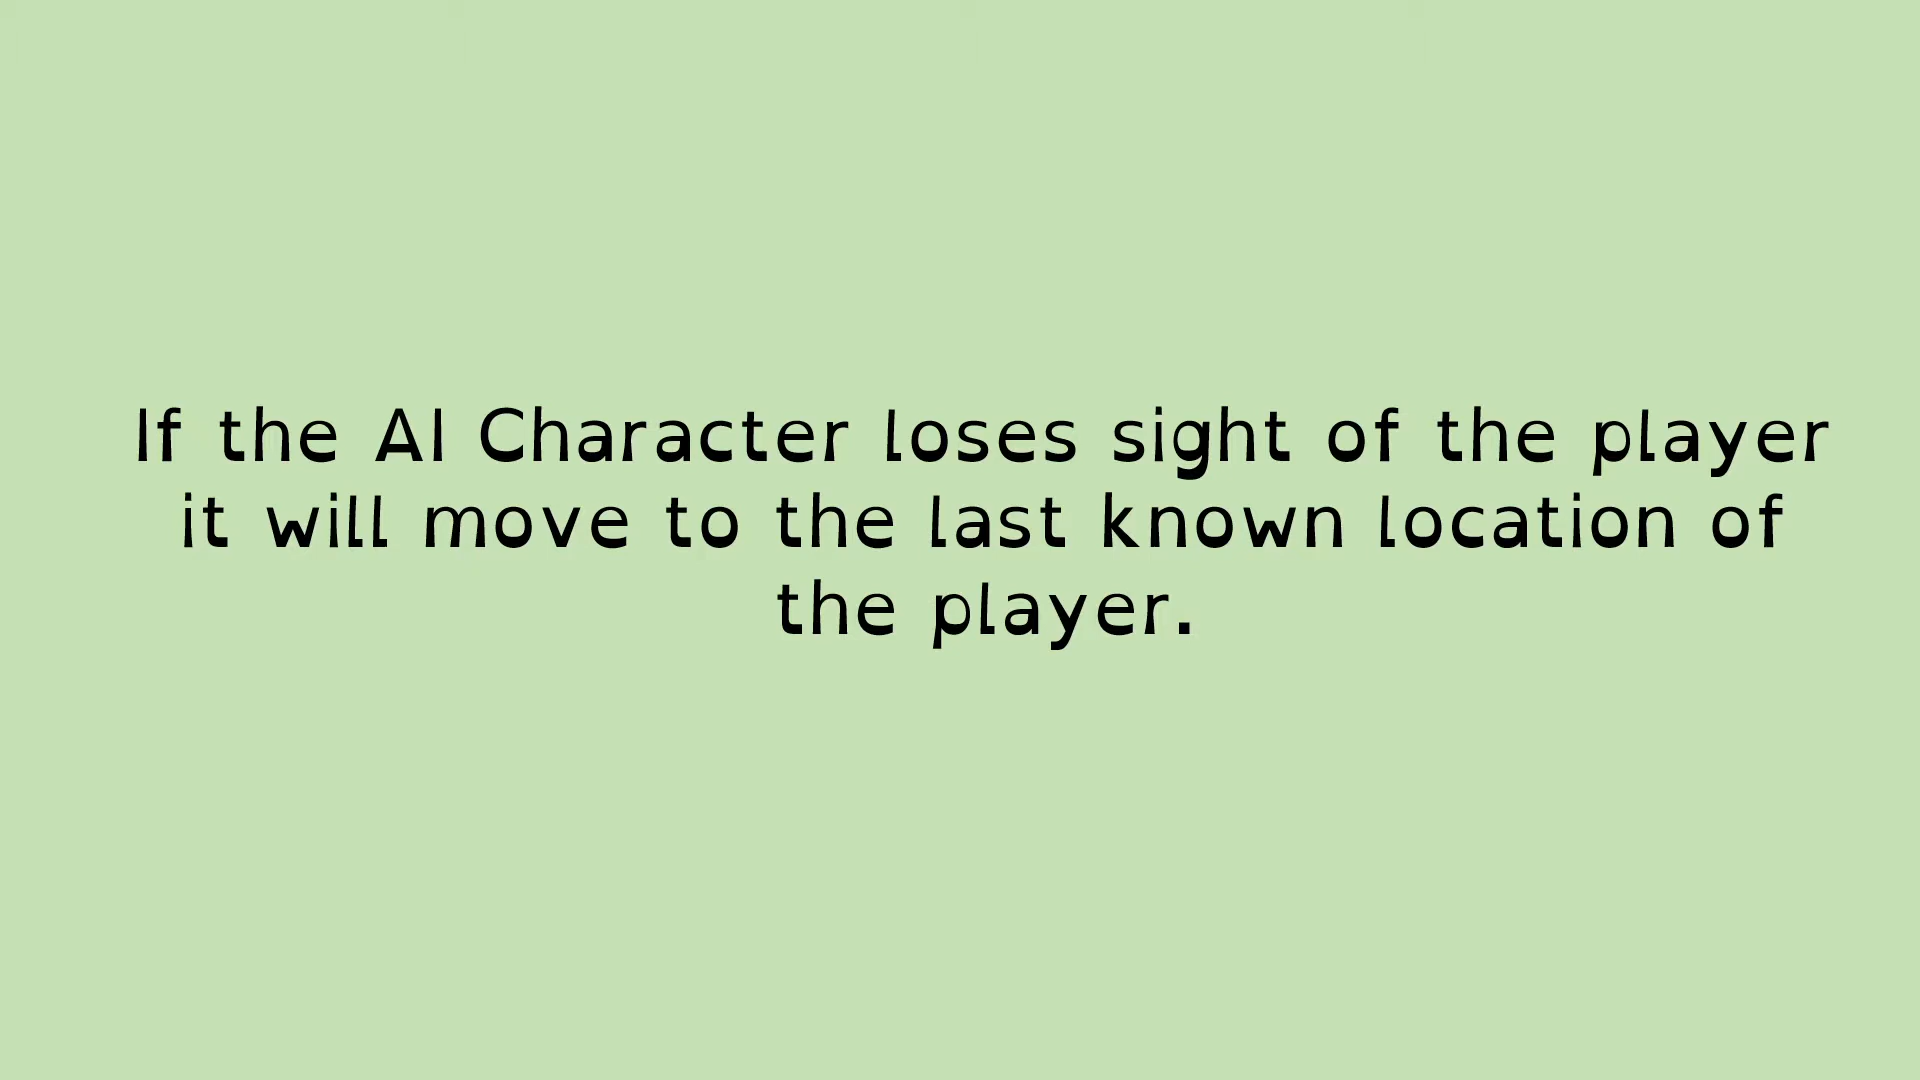 If the AI Character loses sight of the player
it will move to the last known location of
the player.